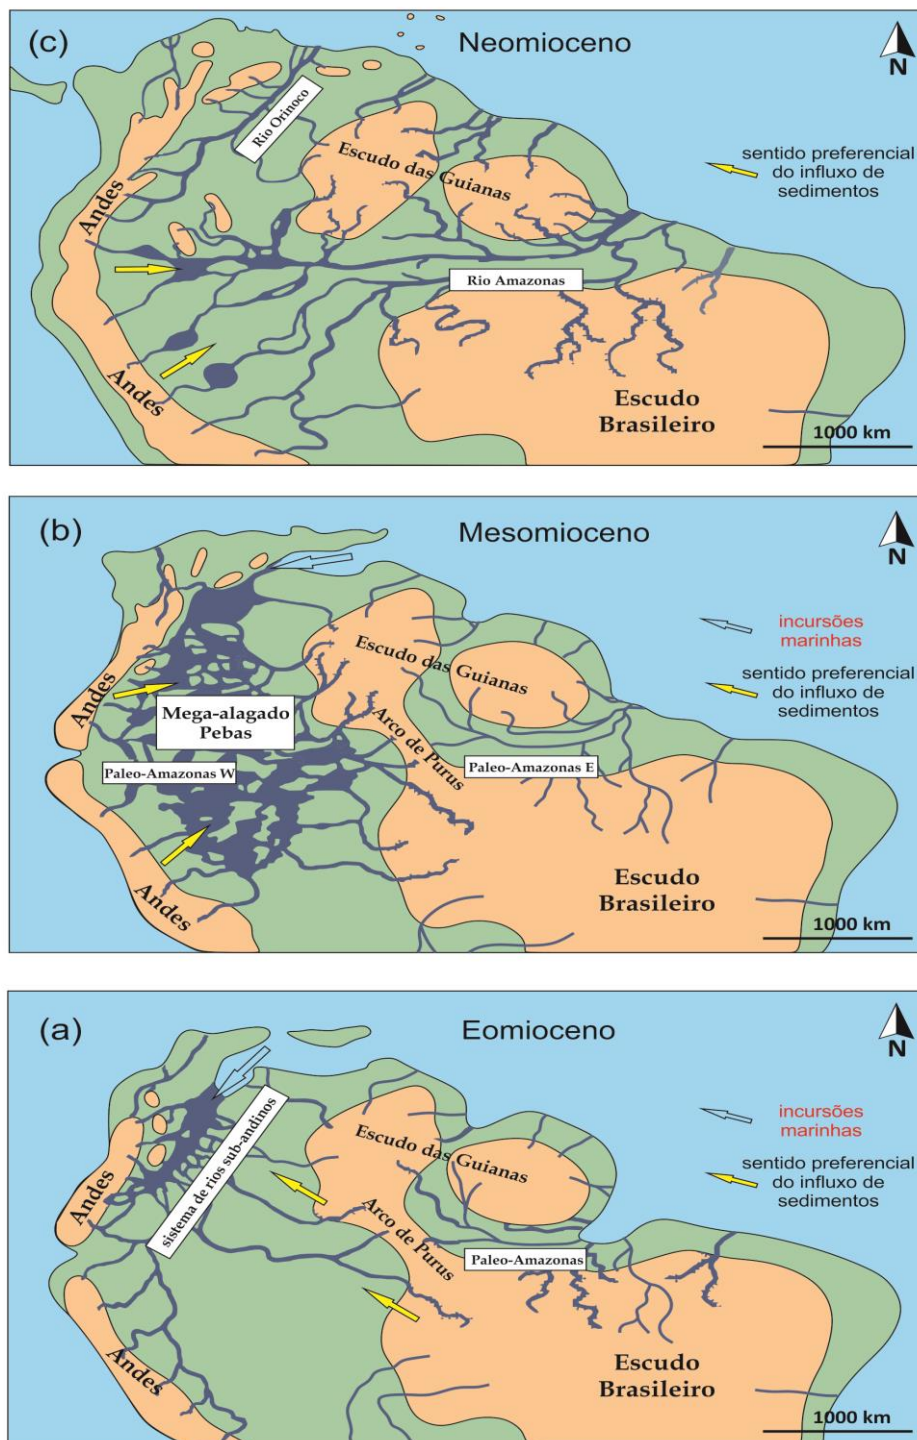 (c)
Neomioceno
N
Rio Orinoco
Escudo das Guianas
sentido preferencial
do influxo de
sedimentos
Andes
Rio Amazonas
Andes
Escudo
Brasileiro
1000 km
(b)
Mesomioceno
N
incursões
marinhas
Escudo das Guianas
sentido preferencial
do influxo de
sedimentos
Andes
Mega-alagado
Pebas
Arco de Purus
Paleo-Amazonas W
Paleo-Amazonas E
Andes
Escudo
Brasileiro
1000 km
(a)
Eomioceno
N
incursões
marinhas
sistema de rios sub-andinos
Escudo das Guianas
sentido preferencial
do influxo de
sedimentos
Andes
Arco de Purus
Paleo-Amazonas
Andes
Escudo
Brasileiro
1000 km